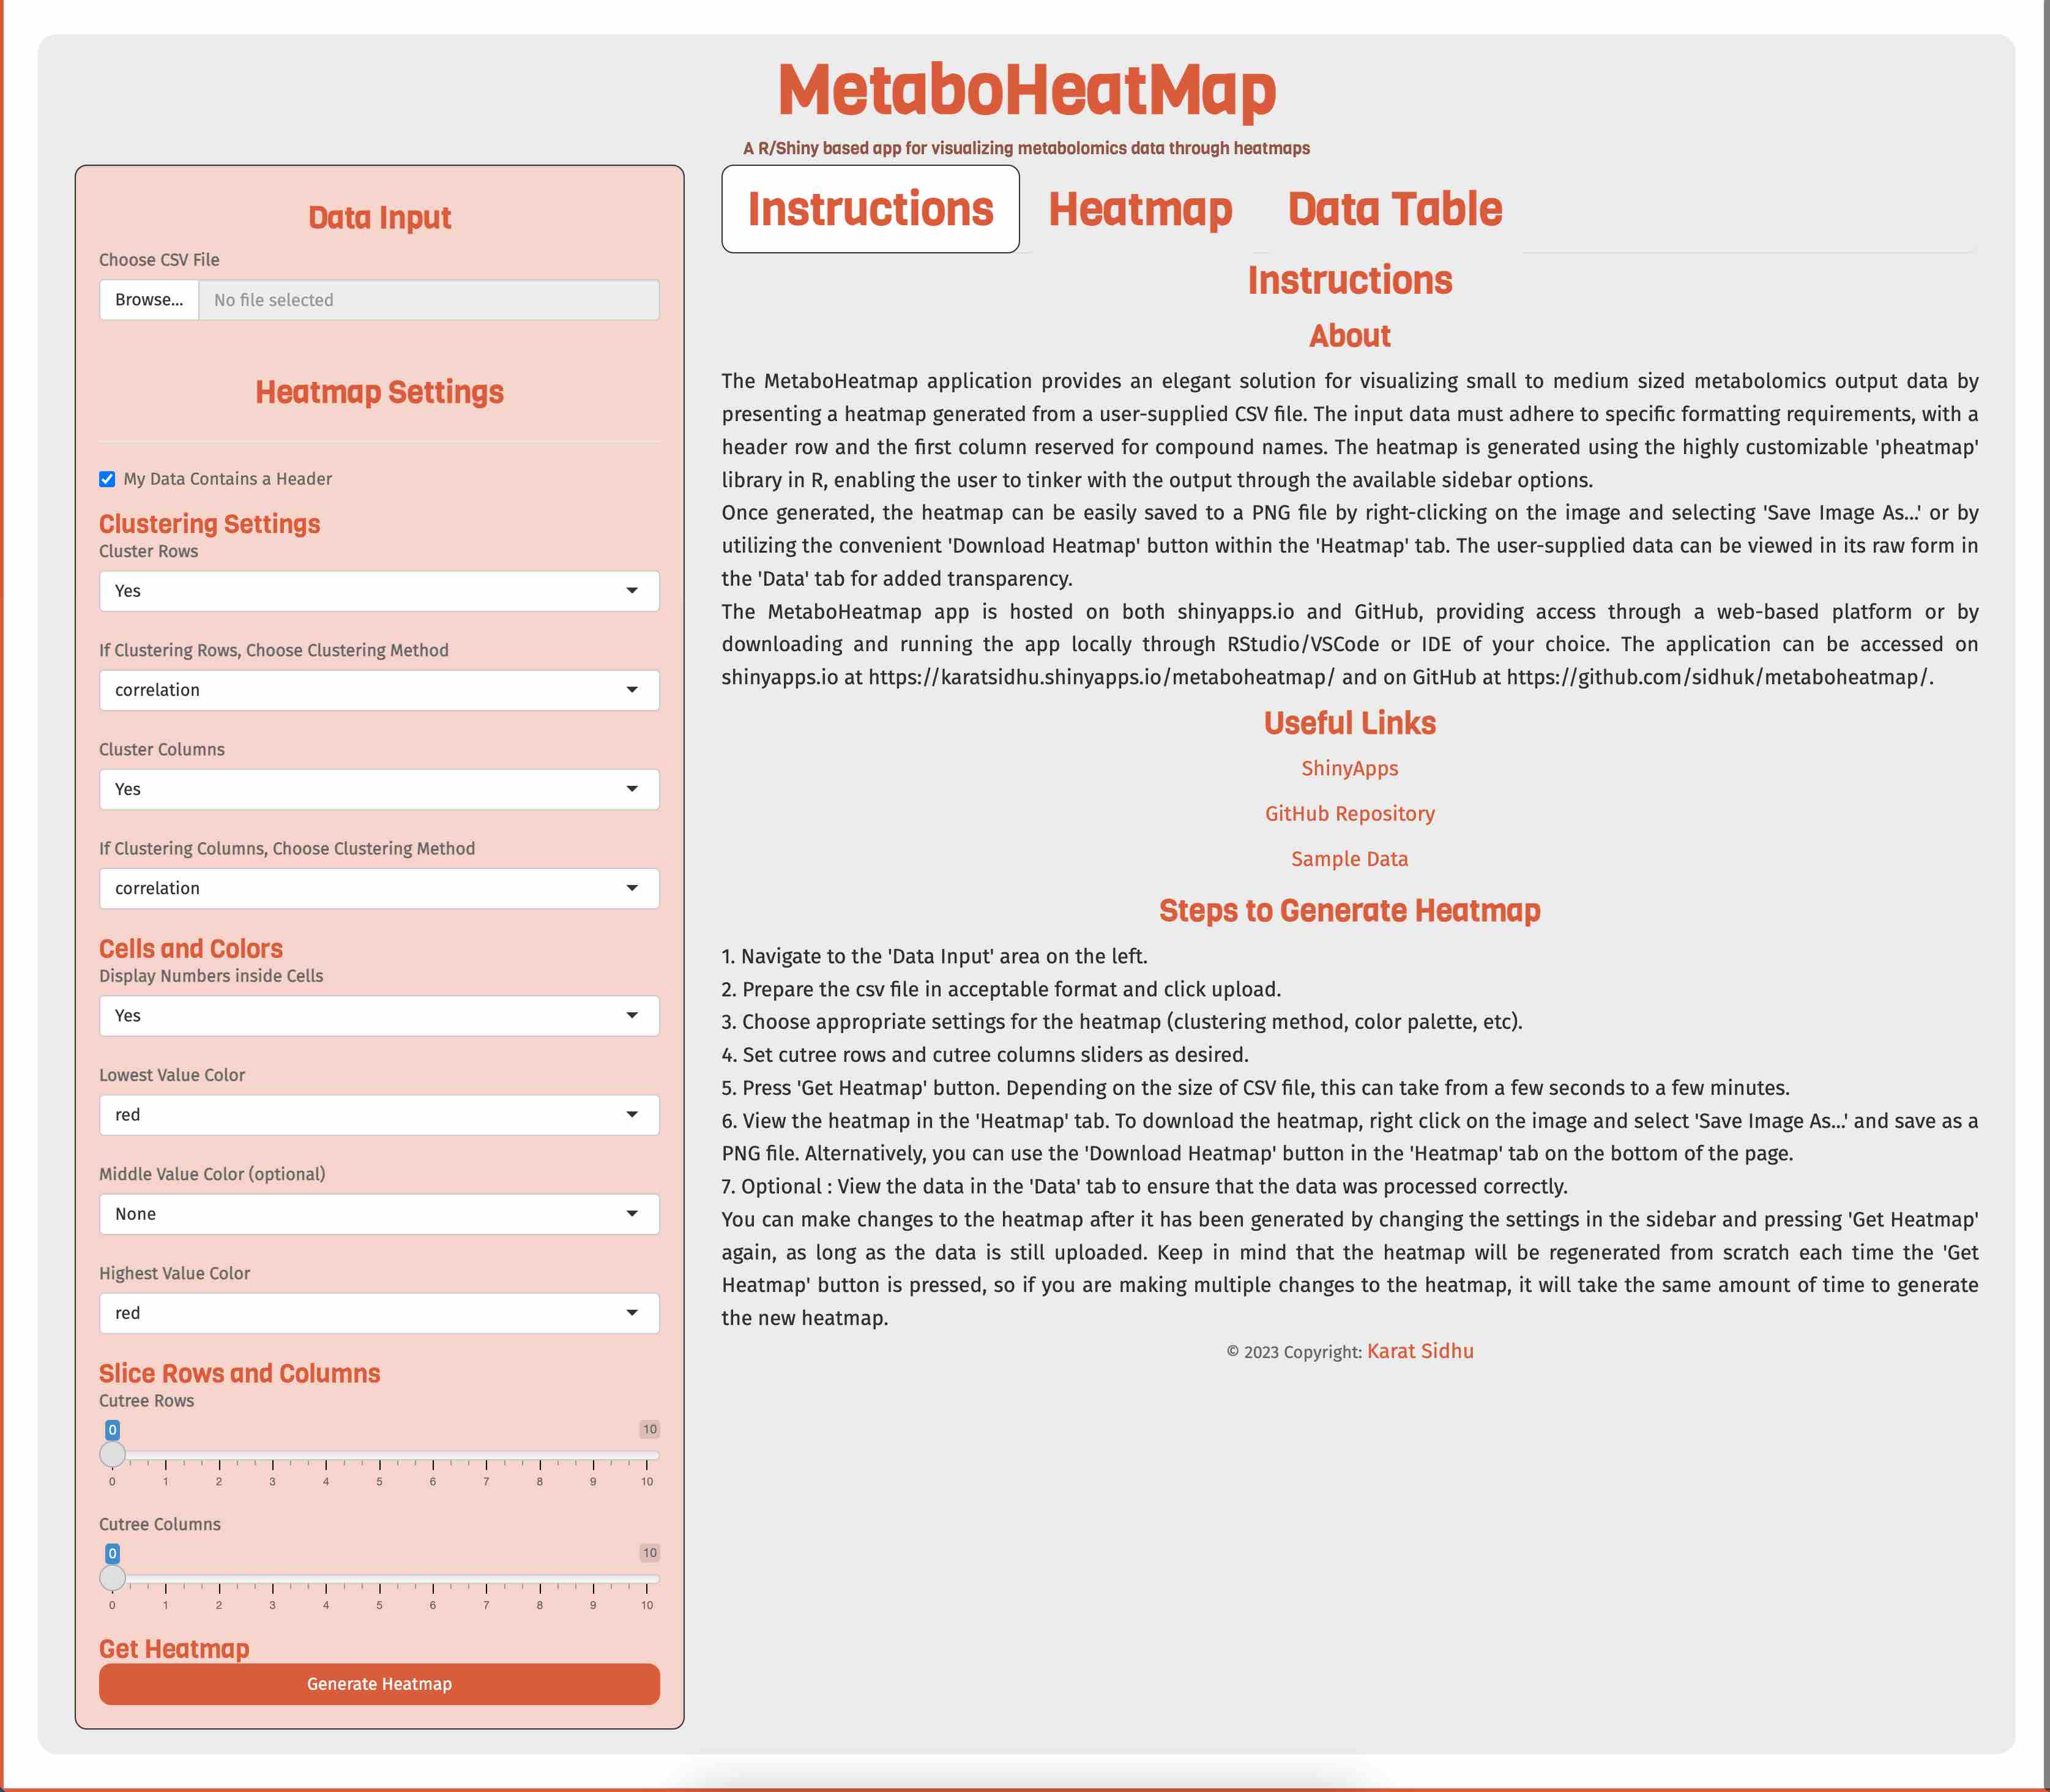 MetaboHeatMap
A R/Shiny based app for visualizing metabolomics data through heatmaps
Data Input
Choose CSV File
Browse... No file selected
Heatmap Settings
My Data Contains a Header
Clustering Settings
Cluster Rows
Yes
If Clustering Rows, Choose Clustering Method
correlation
Cluster Columns
Yes
If Clustering Columns, Choose Clustering Method
correlation
Cells and Colors
Display Numbers inside Cells
Yes
Lowest Value Color
red
Middle Value Color (optional)
None
Highest Value Color
red
Slice Rows and Columns
Cutree Rows
0 10
0 1 2 3 4 5 6 7 8 9 10
Cutree Columns
0 10
0 1 2 3 4 5 6 7 8 9 10
Get Heatmap
Generate Heatmap
Instructions Heatmap Data Table
Instructions
About
The MetaboHeatmap application provides an elegant solution for visualizing small to medium sized metabolomics output data by
presenting a heatmap generated from a user-supplied CSV file. The input data must adhere to specific formatting requirements, with a
header row and the first column reserved for compound names. The heatmap is generated using the highly customizable 'pheatmap'
library in R, enabling the user to tinker with the output through the available sidebar options.
Once generated, the heatmap can be easily saved to a PNG file by right-clicking on the image and selecting 'Save Image As...' or by
utilizing the convenient 'Download Heatmap' button within the 'Heatmap' tab. The user-supplied data can be viewed in its raw form in
the 'Data' tab for added transparency.
The MetaboHeatmap app is hosted on both shinyapps.io and GitHub, providing access through a web-based platform or by
downloading and running the app locally through RStudio/VSCode or IDE of your choice. The application can be accessed on
shinyapps.io at https://karatsidhu.shinyapps.io/metaboheatmap/ and on GitHub at https://github.com/sidhuk/metaboheatmap/.
Useful Links
ShinyApps
GitHub Repository
Sample Data
Steps to Generate Heatmap
1. Navigate to the 'Data Input' area on the left.
2. Prepare the csv file in acceptable format and click upload.
3. Choose appropriate settings for the heatmap (clustering method, color palette, etc).
4. Set cutree rows and cutree columns sliders as desired.
5. Press 'Get Heatmap' button. Depending on the size of CSV file, this can take from a few seconds to a few minutes.
6. View the heatmap in the 'Heatmap' tab. To download the heatmap, right click on the image and select 'Save Image As...' and save as a
PNG file. Alternatively, you can use the 'Download Heatmap' button in the 'Heatmap' tab on the bottom of the page.
7. Optional : View the data in the 'Data' tab to ensure that the data was processed correctly.
You can make changes to the heatmap after it has been generated by changing the settings in the sidebar and pressing 'Get Heatmap'
again, as long as the data is still uploaded. Keep in mind that the heatmap will be regenerated from scratch each time the 'Get
Heatmap' button is pressed, so if you are making multiple changes to the heatmap, it will take the same amount of time to generate
the new heatmap.
© 2023 Copyright: Karat Sidhu